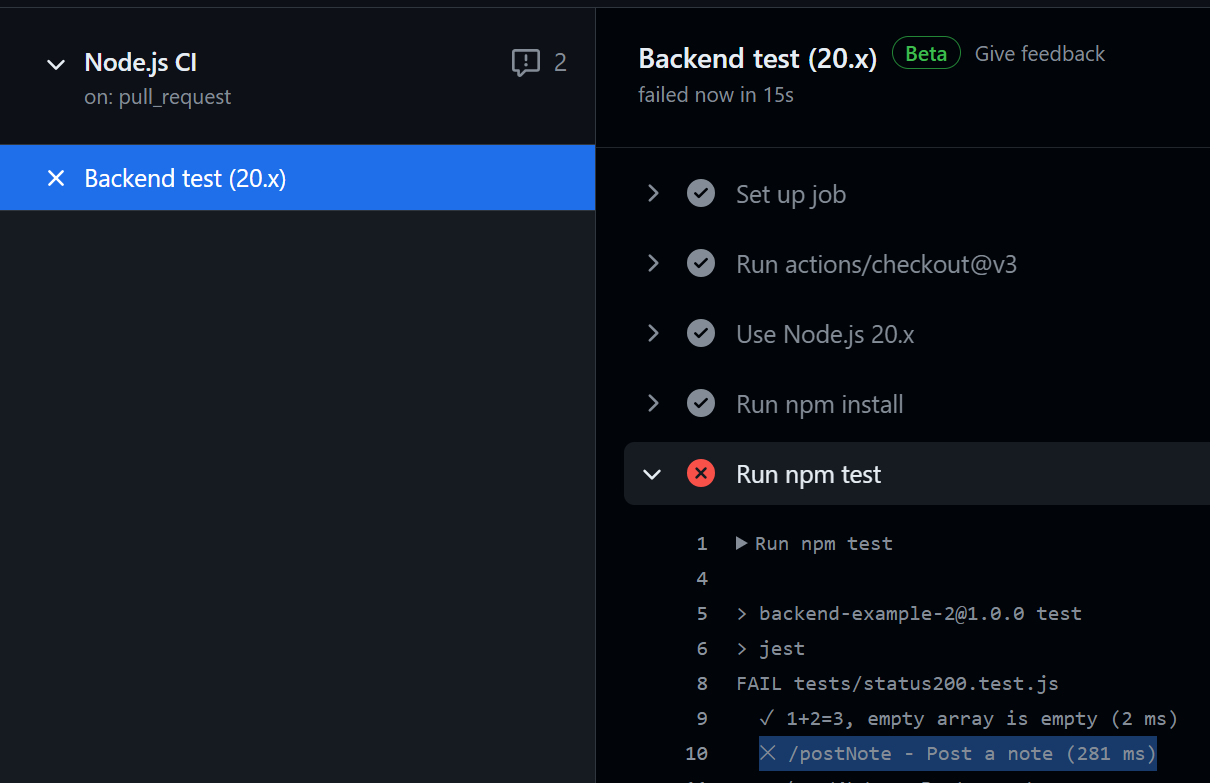 Node.js CI
2
on: pull_request
Backend test (20.x)
Backend test (20.x) Beta Give feedback
failed now in 15s
Set up job
Run actions/checkout@v3
Use Node.js 20.x
Run npm install
Run npm test
1 Run npm test
4
5 > backend-example-2@1.0.0 test
6 > jest
8 FAIL tests/status200.test.js
9 ✓ 1+2=3, empty array is empty (2 ms)
10 ✕ /postNote - Post a note (281 ms)